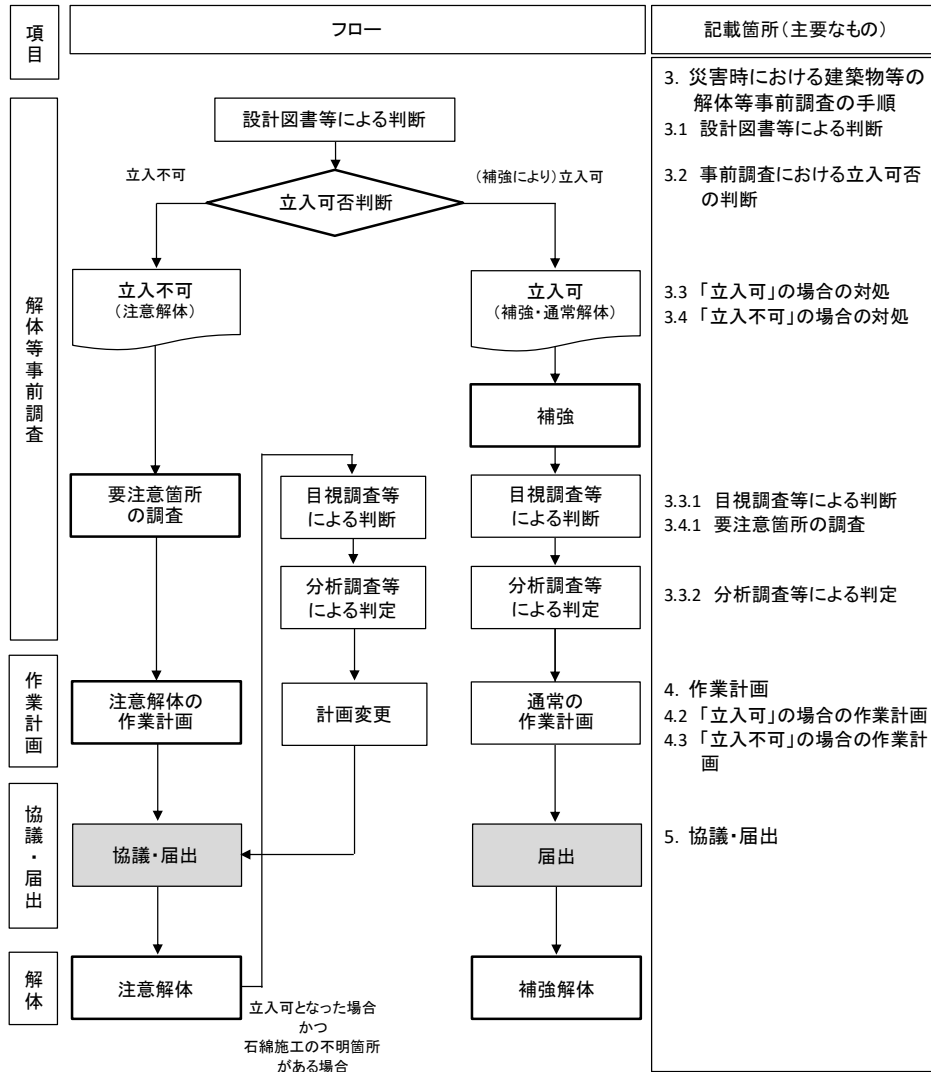 項
目
フロー
記載箇所(主要なもの)
解体等事前調査
設計図書等による判断
立入不可
(補強により)立入可
立入可否判断
立入不可
(注意解体)
立入可
(補強・通常解体)
補強
要注意箇所
の調査
目視調査等
による判断
目視調査等
による判断
分析調査等
による判定
分析調査等
による判定
作業計画
注意解体の
作業計画
計画変更
通常の
作業計画
協議・届出
協議・届出
届出
解体
注意解体
補強解体
立入可となった場合
かつ
石綿施工の不明箇所
がある場合
3. 災害時における建築物等の
解体等事前調査の手順
3.1 設計図書等による判断
3.2 事前調査における立入可否
の判断
3.3 「立入可」の場合の対処
3.4 「立入不可」の場合の対処
3.3.1 目視調査等による判断
3.4.1 要注意箇所の調査
3.3.2 分析調査等による判定
4. 作業計画
4.2 「立入可」の場合の作業計画
4.3 「立入不可」の場合の作業計
画
5. 協議・届出